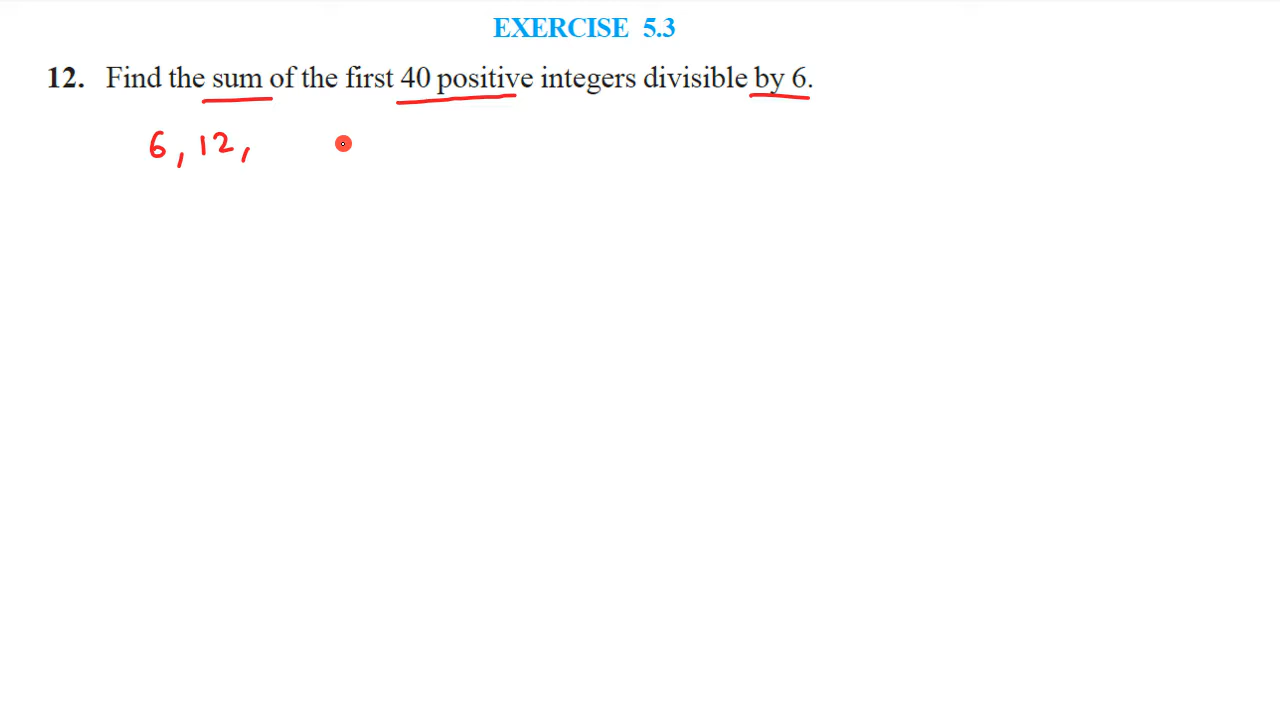 EXERCISE 5.3
12. Find the sum of the first 40 positive integers divisible by 6.
6, 12,